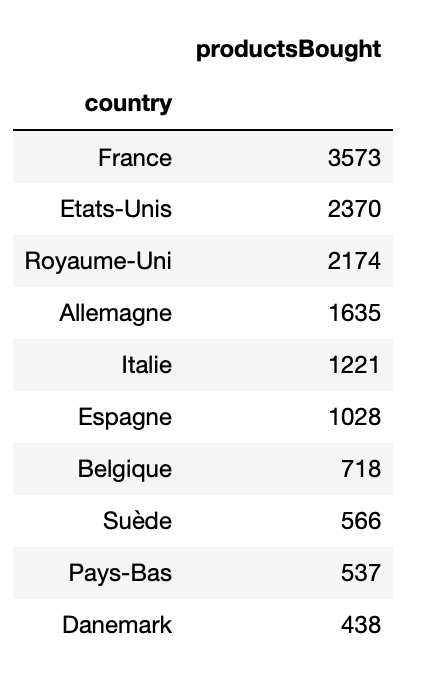 productsBought
country
France 3573
Etats-Unis 2370
Royaume-Uni 2174
Allemagne 1635
Italie 1221
Espagne 1028
Belgique 718
Suède 566
Pays-Bas 537
Danemark 438